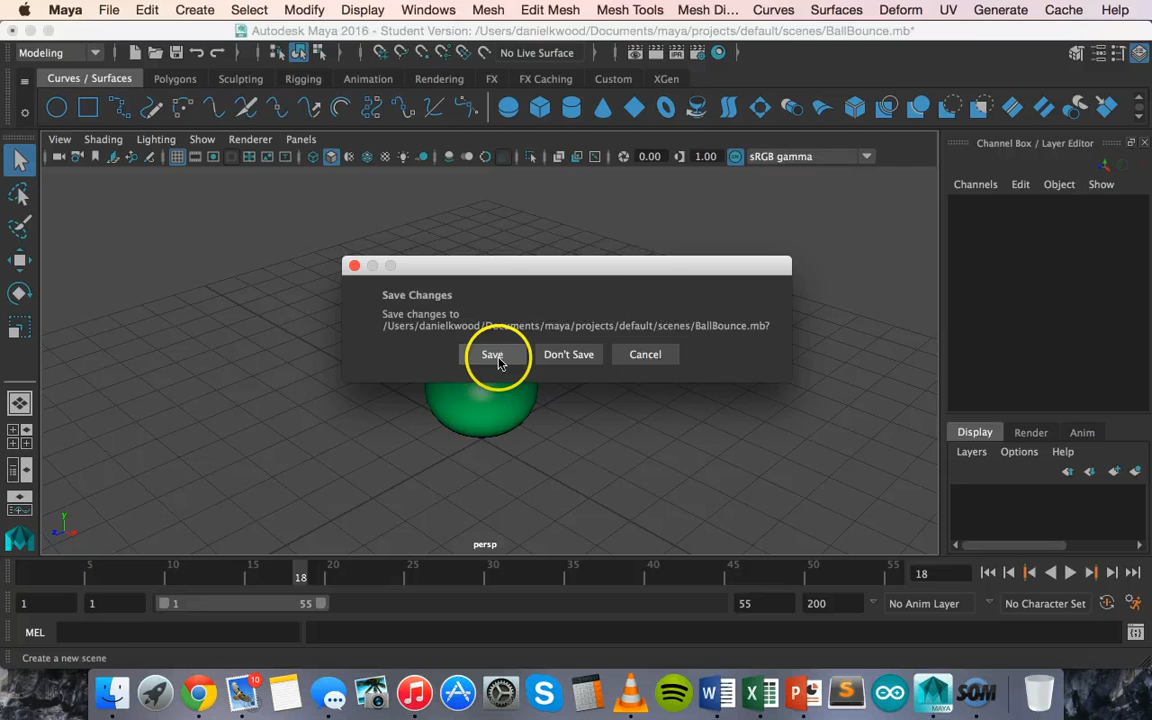 Maya File Edit Create Select Modify Display Windows Mesh Edit Mesh Mesh Tools Mesh Di... Curves Surfaces Deform UV Generate Cache Help
Autodesk Maya 2016 - Student Version: /Users/danielkwood/Documents/maya/projects/default/scenes/BallBounce.mb*
Modeling No Live Surface
Curves / Surfaces Polygons Sculpting Rigging Animation Rendering FX FX Caching Custom XGen
View Shading Lighting Show Renderer Panels Channel Box / Layer Editor
0.00 1.00 sRGB gamma
Channels Edit Object Show
Save Changes
Save changes to
/Users/danielkwood/Documents/maya/projects/default/scenes/BallBounce.mb?
Save Don't Save Cancel
Display Render Anim
Layers Options Help
persp
5 10 15 18 20 25 30 35 40 45 50 55 18
1 1 1 55 55 200 No Anim Layer No Character Set
MEL
Create a new scene
10
MAYA SOM